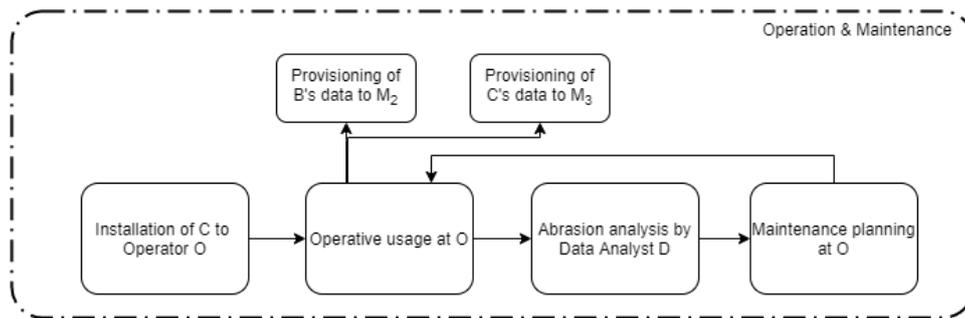 Operation & Maintenance
Provisioning of
B's data to M₂
Provisioning of
C's data to M₃
Installation of C to
Operator O
Operative usage at O
Abrasion analysis by
Data Analyst D
Maintenance planning
at O